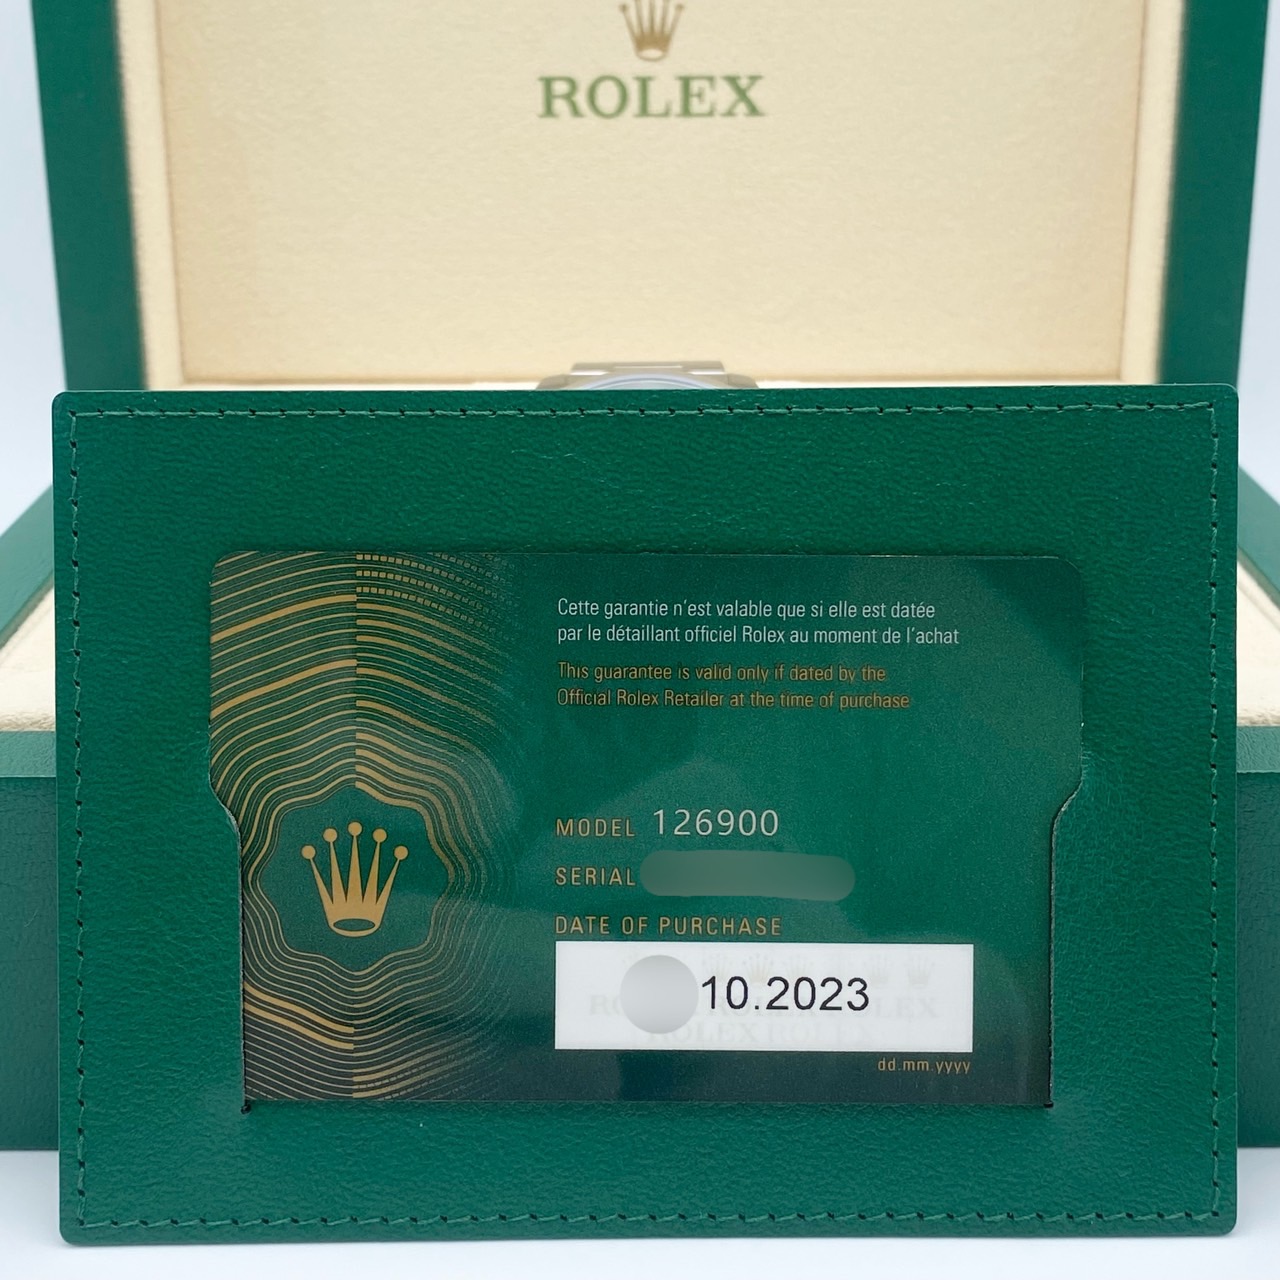 ROLEX
Cette garantie n'est valable que si elle est datée
par le détaillant officiel Rolex au moment de l'achat
This guarantee is valid only if dated by the
Official Rolex Retailer at the time of purchase
MODEL 126900
SERIAL
DATE OF PURCHASE
10.2023
dd.mm.yyyy